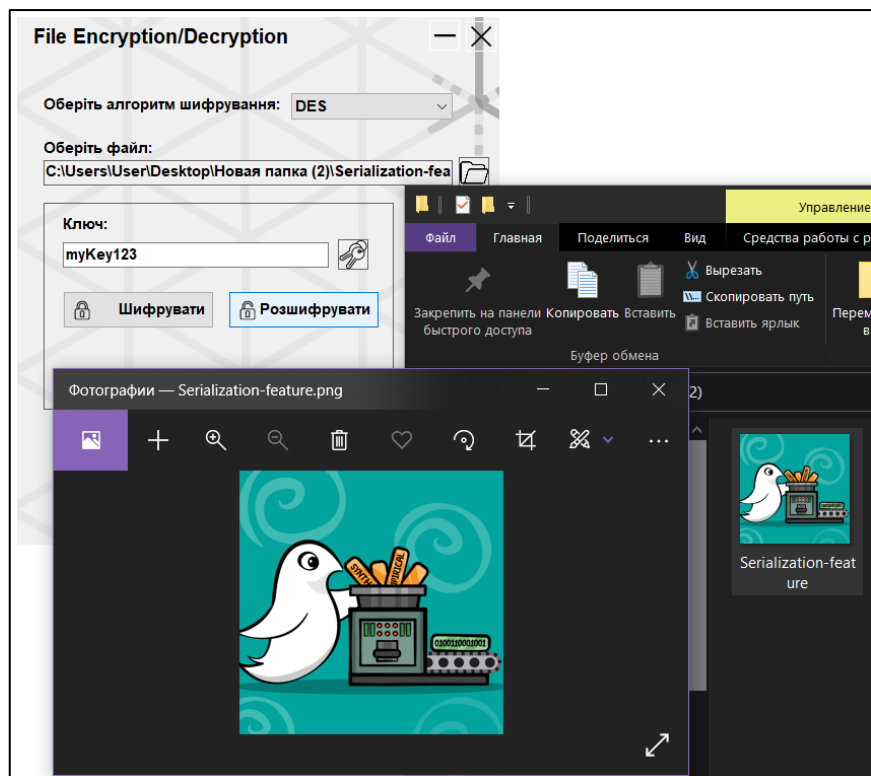 File Encryption/Decryption
Оберіть алгоритм шифрування:
DES
Оберіть файл:
C:\Users\User\Desktop\Новая папка (2)\Serialization-fea
Ключ:
myKey123
Шифрувати
Розшифрувати
Управление
Файл
Главная
Поделиться
Вид
Средства работы с р
Закрепить на панели
быстрого доступа
Копировать
Вставить
Вырезать
Скопировать путь
Вставить ярлык
Перем
в
Буфер обмена
2)
Фотографии — Serialization-feature.png
SYNTH
MPIRICAL
0100110001001
Serialization-feat
ure